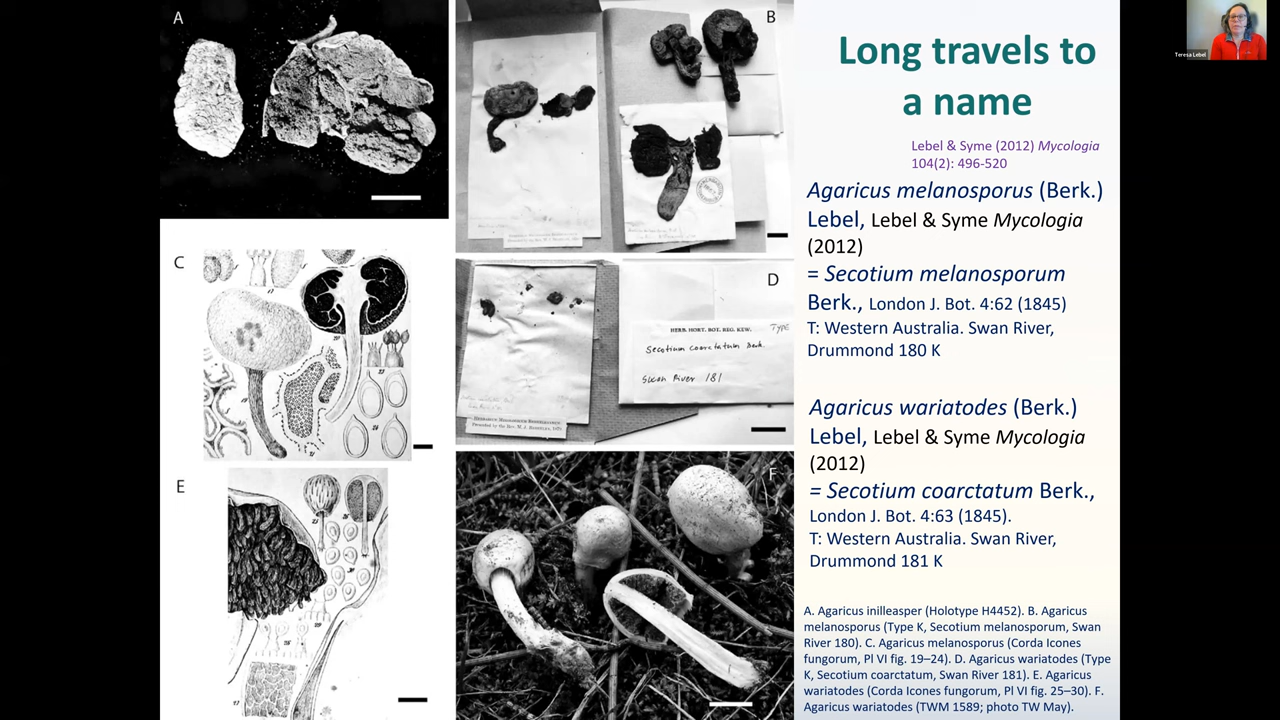 A
B
C
D
E
F
HERB. HORT. BOT. REG. KEW.
TYPE
Secotium coarctatum Berk.
Swan River 181
Long travels to
a name
Lebel & Syme (2012) Mycologia
104(2): 496-520
Agaricus melanosporus (Berk.)
Lebel, Lebel & Syme Mycologia
(2012)
= Secotium melanosporum
Berk., London J. Bot. 4:62 (1845)
T: Western Australia. Swan River,
Drummond 180 K
Agaricus wariatodes (Berk.)
Lebel, Lebel & Syme Mycologia
(2012)
= Secotium coarctatum Berk.,
London J. Bot. 4:63 (1845).
T: Western Australia. Swan River,
Drummond 181 K
A. Agaricus inilleasper (Holotype H4452). B. Agaricus
melanosporus (Type K, Secotium melanosporum, Swan
River 180). C. Agaricus melanosporus (Corda Icones
fungorum, Pl VI fig. 19–24). D. Agaricus wariatodes (Type
K, Secotium coarctatum, Swan River 181). E. Agaricus
wariatodes (Corda Icones fungorum, Pl VI fig. 25–30). F.
Agaricus wariatodes (TWM 1589; photo TW May).
Teresa Lebel